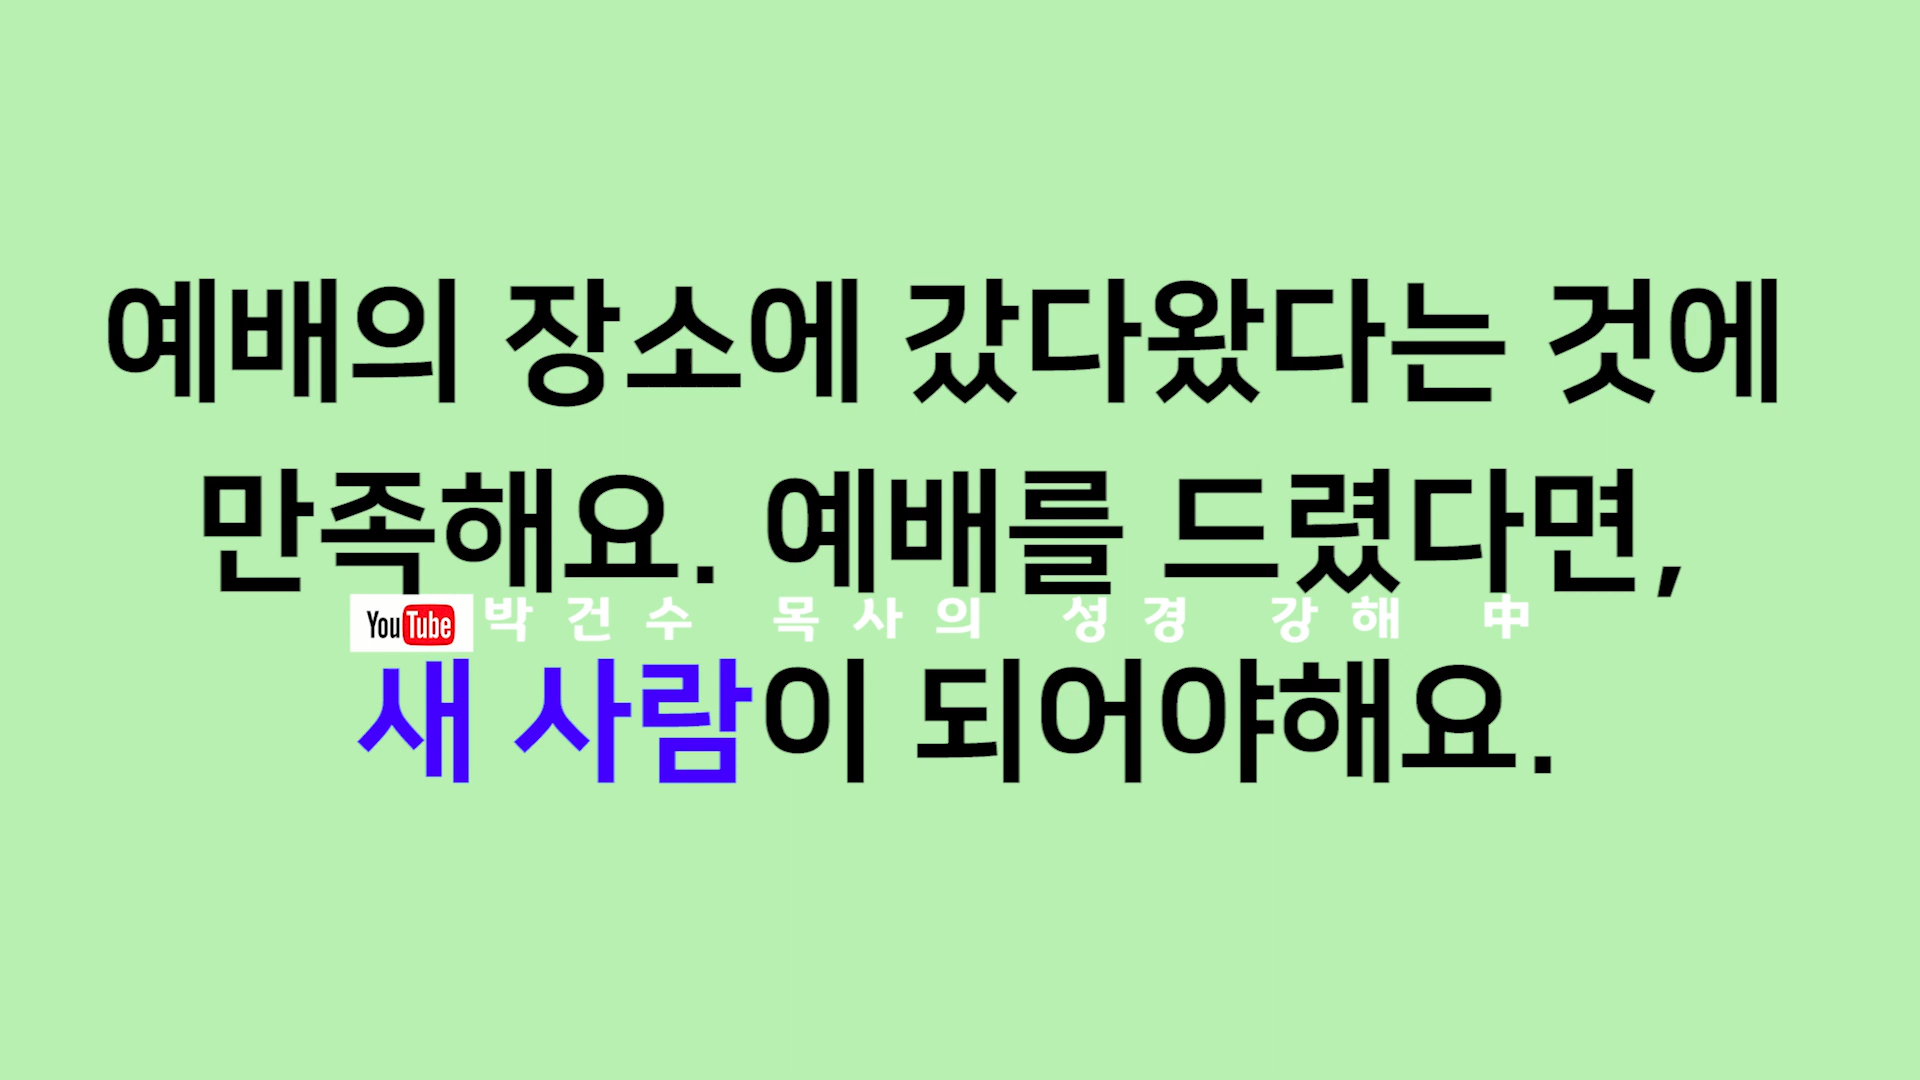 예배의 장소에 갔다왔다는 것에
만족해요. 예배를 드렸다면,
YouTube 박건수 목사의 성경 강해 中
새 사람이 되어야해요.